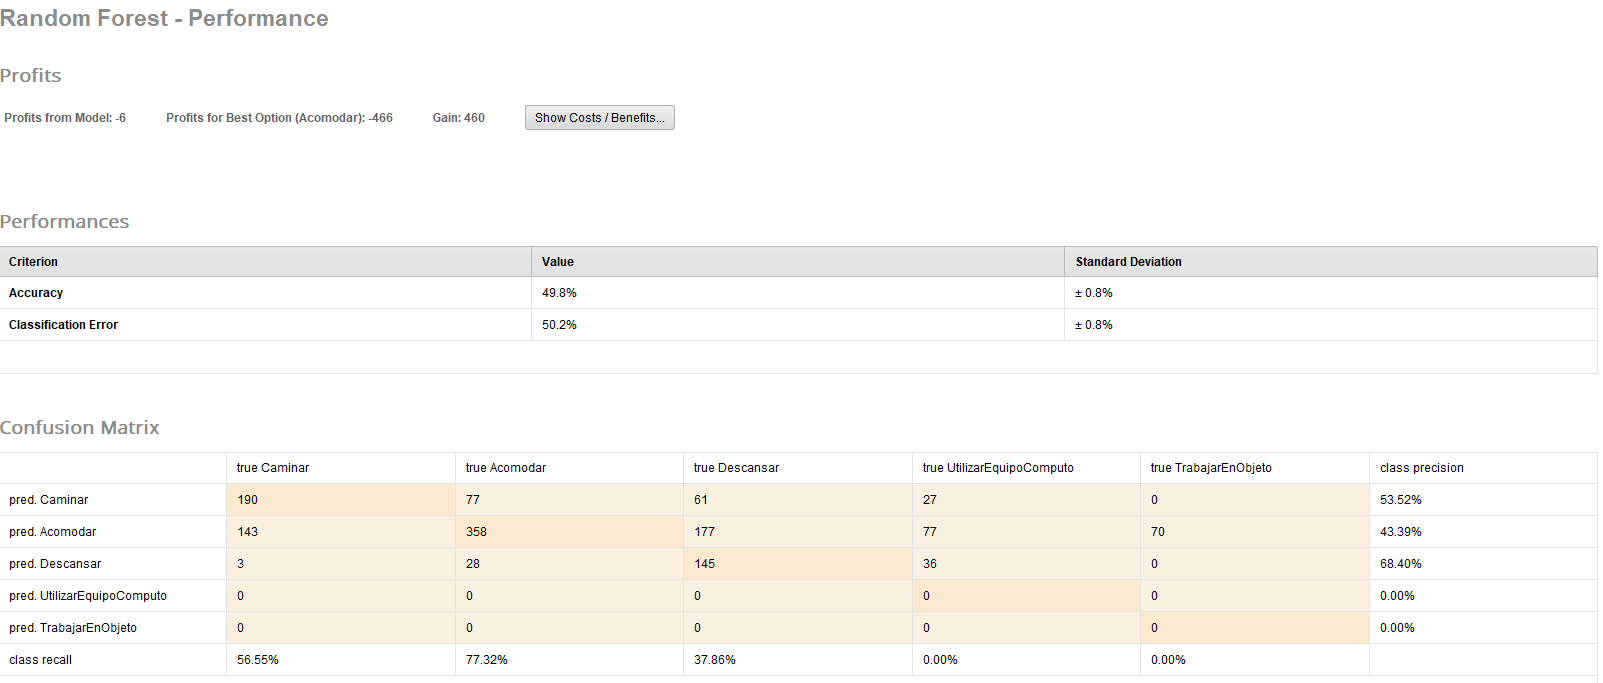 Random Forest - Performance
Profits
Profits from Model: -6 Profits for Best Option (Acomodar): -466 Gain: 460 Show Costs / Benefits...
Performances
Criterion Value Standard Deviation
Accuracy 49.8% ± 0.8%
Classification Error 50.2% ± 0.8%
Confusion Matrix
true Caminar true Acomodar true Descansar true UtilizarEquipoComputo true TrabajarEnObjeto class precision
pred. Caminar 190 77 61 27 0 53.52%
pred. Acomodar 143 358 177 77 70 43.39%
pred. Descansar 3 28 145 36 0 68.40%
pred. UtilizarEquipoComputo 0 0 0 0 0 0.00%
pred. TrabajarEnObjeto 0 0 0 0 0 0.00%
class recall 56.55% 77.32% 37.86% 0.00% 0.00%